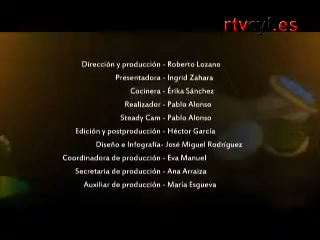 rtvcyl.es
Dirección y producción - Roberto Lozano
Presentadora - Ingrid Zahara
Cocinera - Érika Sánchez
Realizador - Pablo Alonso
Steady Cam - Pablo Alonso
Edición y postproducción - Héctor García
Diseño e Infografía- José Miguel Rodríguez
Coordinadora de producción - Eva Manuel
Secretaria de producción - Ana Arraiza
Auxiliar de producción - María Esgueva